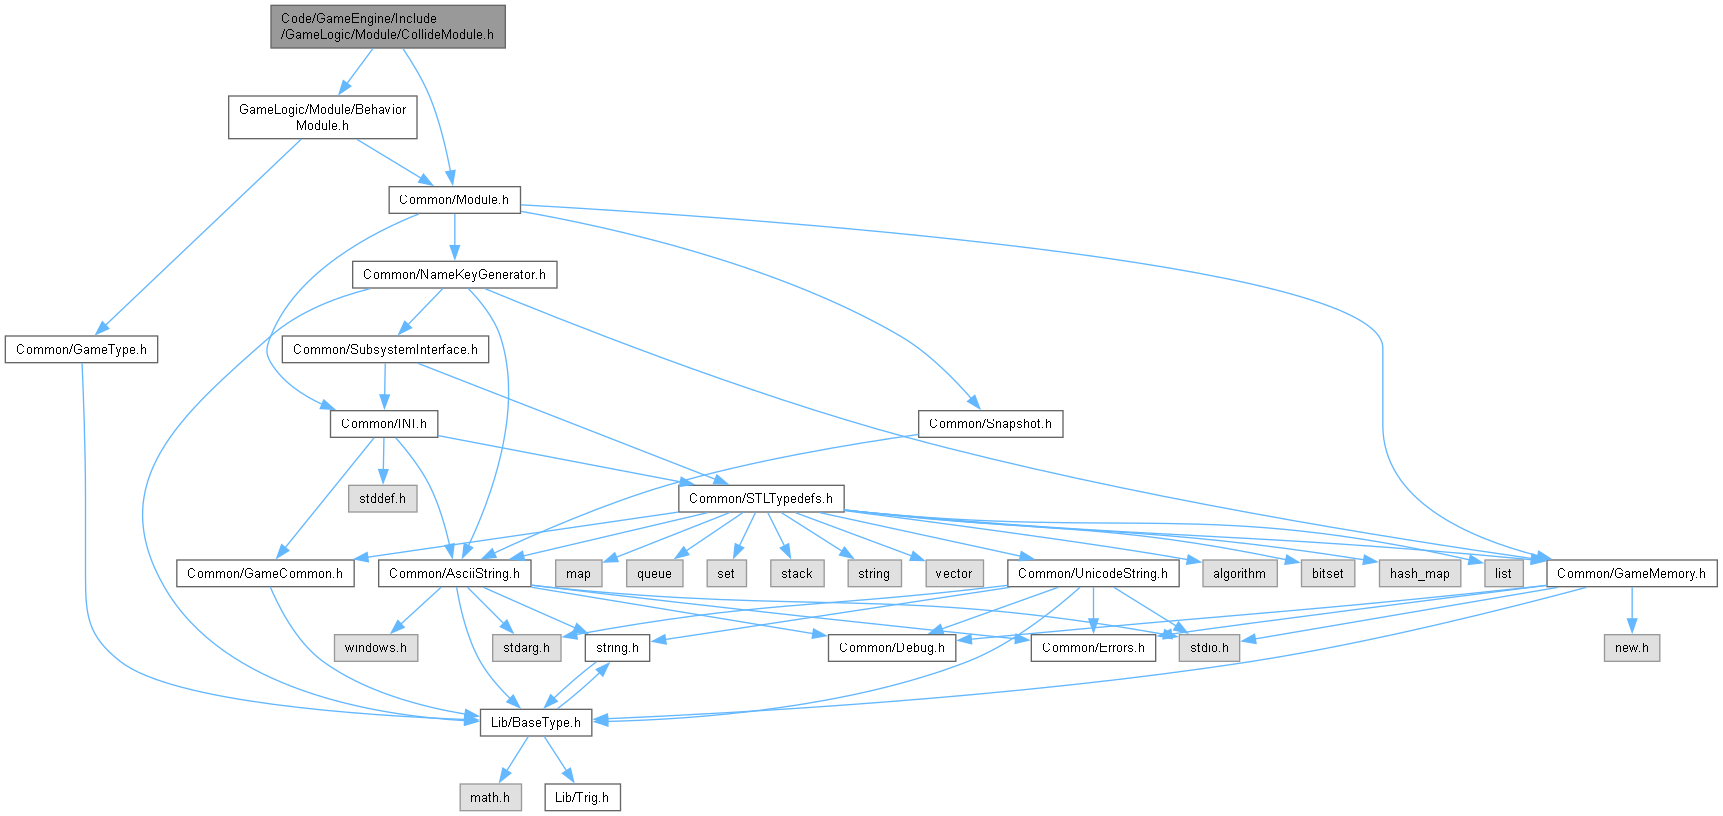 Code/GameEngine/Include
/GameLogic/Module/CollideModule.h
GameLogic/Module/Behavior
Module.h
Common/Module.h
Common/NameKeyGenerator.h
Common/GameType.h
Common/SubsystemInterface.h
Common/INI.h
Common/Snapshot.h
stddef.h
Common/STLTypedefs.h
Common/GameCommon.h
Common/AsciiString.h
map
queue
set
stack
string
vector
Common/UnicodeString.h
algorithm
bitset
hash_map
list
Common/GameMemory.h
windows.h
stdarg.h
string.h
Common/Debug.h
Common/Errors.h
stdio.h
new.h
Lib/BaseType.h
math.h
Lib/Trig.h